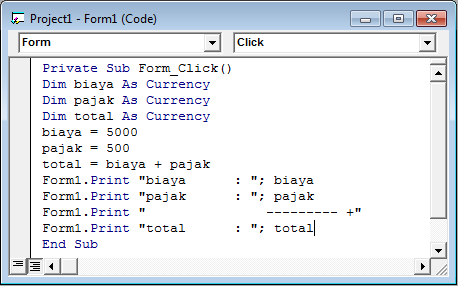 Project1 - Form1 (Code)
Form Click
Private Sub Form_Click()
Dim biaya As Currency
Dim pajak As Currency
Dim total As Currency
biaya = 5000
pajak = 500
total = biaya + pajak
Form1.Print "biaya      : "; biaya
Form1.Print "pajak      : "; pajak
Form1.Print "               --------- +"
Form1.Print "total      : "; total
End Sub